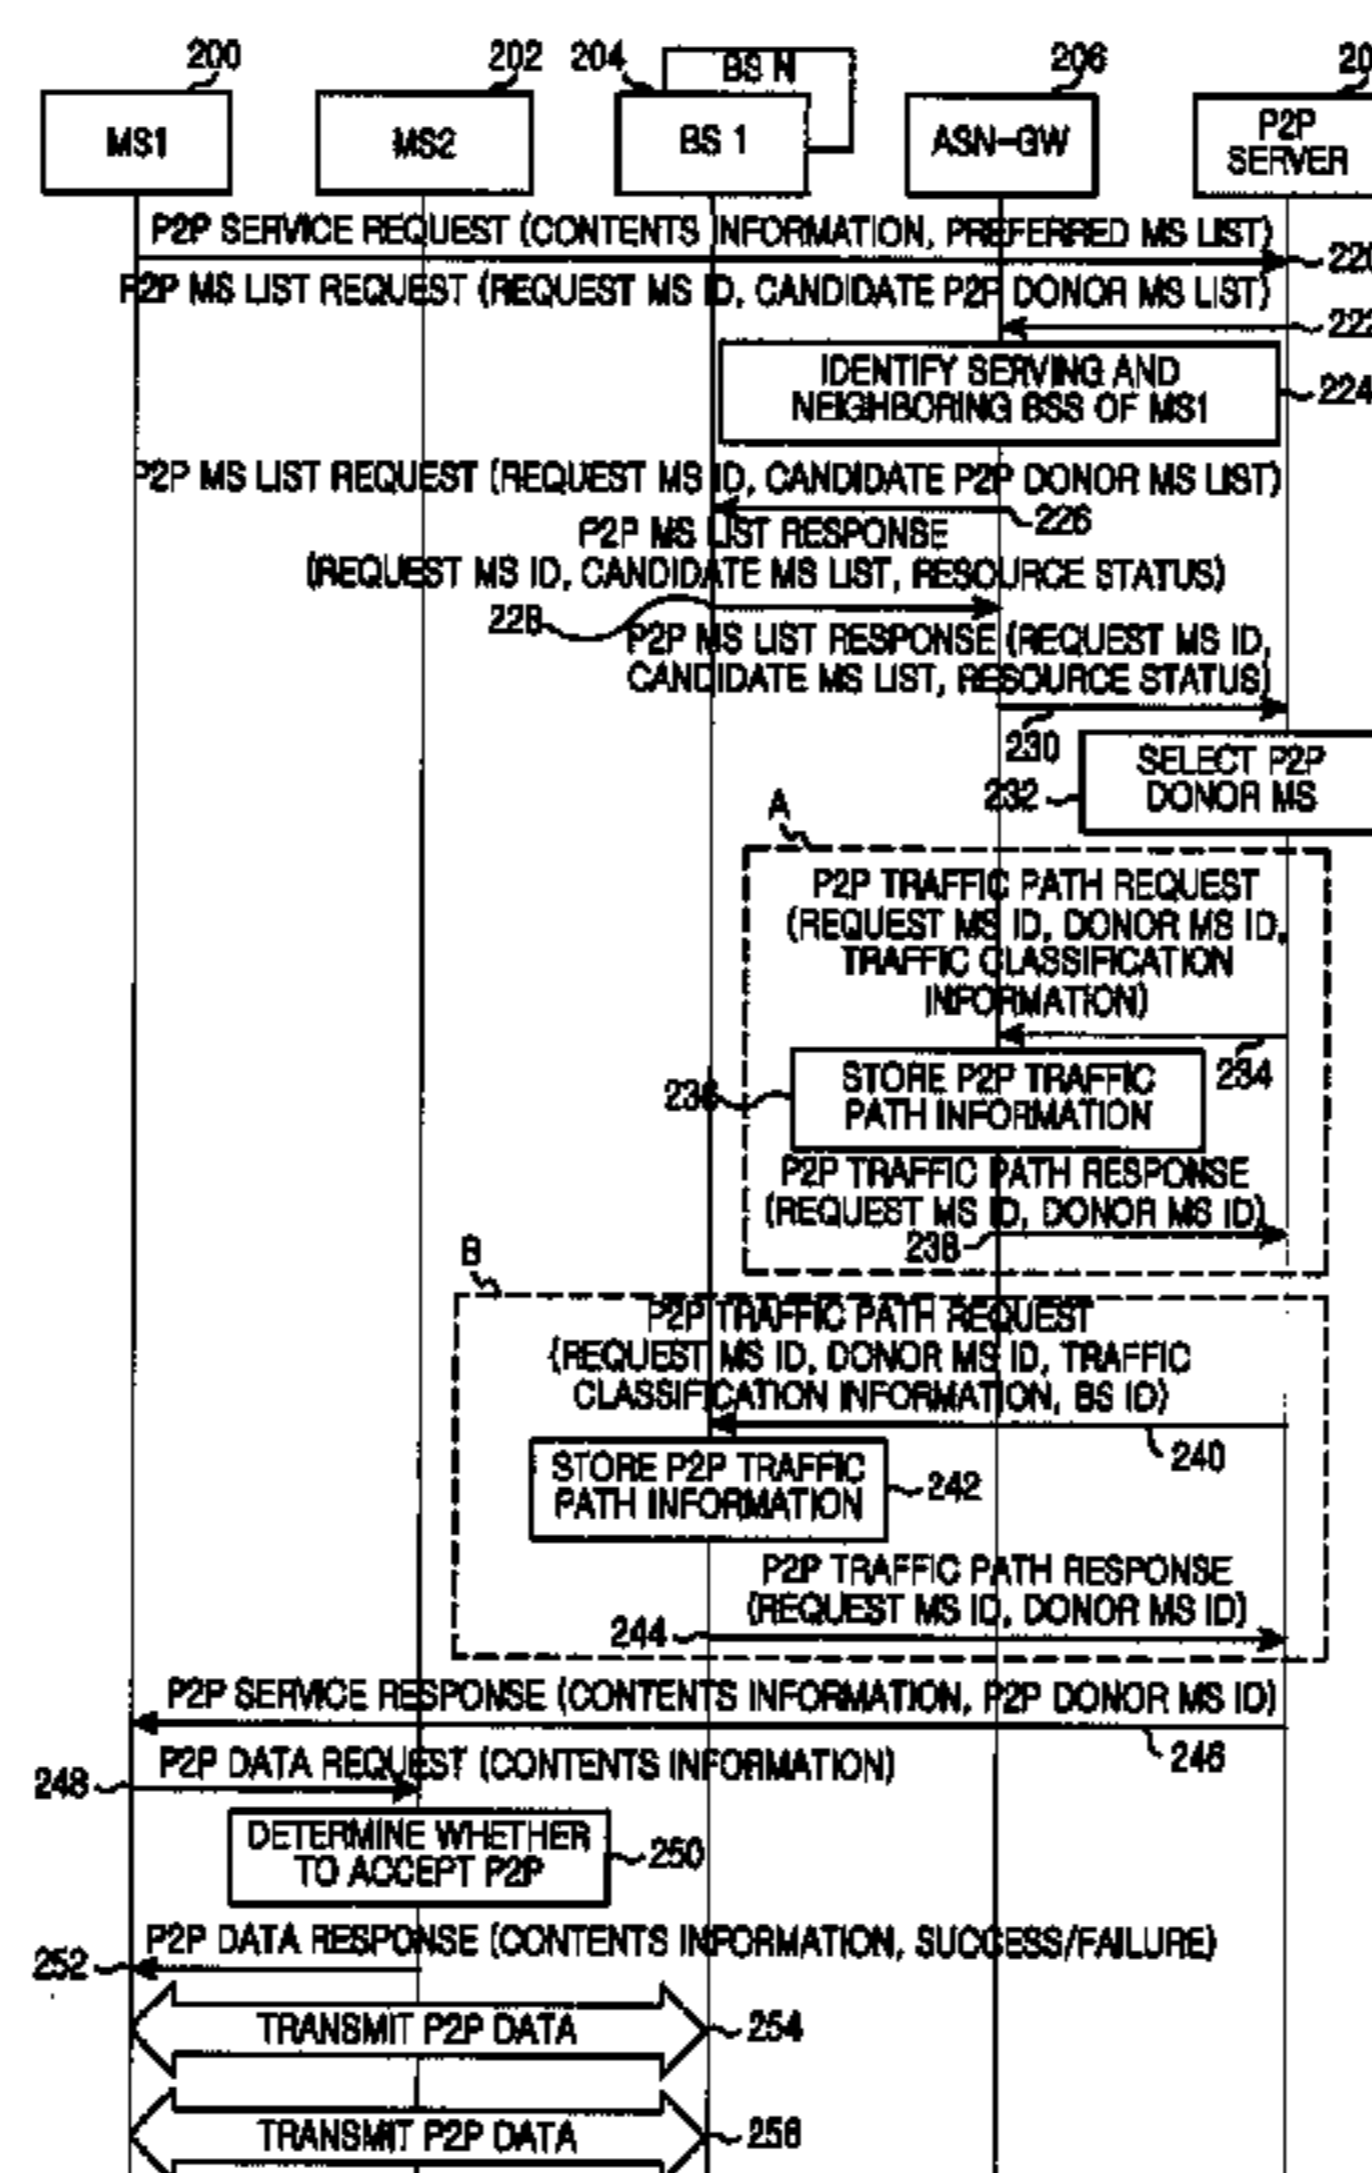 200
202
204
BS N
206
20
MS1
MS2
BS 1
ASN-GW
P2P
SERVER
P2P SERVICE REQUEST (CONTENTS INFORMATION, PREFERRED MS LIST)
220
P2P MS LIST REQUEST (REQUEST MS ID, CANDIDATE P2P DONOR MS LIST)
222
IDENTIFY SERVING AND
NEIGHBORING BSS OF MS1
224
P2P MS LIST REQUEST (REQUEST MS ID, CANDIDATE P2P DONOR MS LIST)
226
P2P MS LIST RESPONSE
(REQUEST MS ID, CANDIDATE MS LIST, RESOURCE STATUS)
228
P2P MS LIST RESPONSE (REQUEST MS ID,
CANDIDATE MS LIST, RESOURCE STATUS)
230
SELECT P2P
DONOR MS
232
A
P2P TRAFFIC PATH REQUEST
(REQUEST MS ID, DONOR MS ID,
TRAFFIC CLASSIFICATION
INFORMATION)
234
STORE P2P TRAFFIC
PATH INFORMATION
236
P2P TRAFFIC PATH RESPONSE
(REQUEST MS ID, DONOR MS ID)
238
B
P2P TRAFFIC PATH REQUEST
(REQUEST MS ID, DONOR MS ID, TRAFFIC
CLASSIFICATION INFORMATION, BS ID)
240
STORE P2P TRAFFIC
PATH INFORMATION
242
P2P TRAFFIC PATH RESPONSE
(REQUEST MS ID, DONOR MS ID)
244
P2P SERVICE RESPONSE (CONTENTS INFORMATION, P2P DONOR MS ID)
246
P2P DATA REQUEST (CONTENTS INFORMATION)
248
DETERMINE WHETHER
TO ACCEPT P2P
250
P2P DATA RESPONSE (CONTENTS INFORMATION, SUCCESS/FAILURE)
252
TRANSMIT P2P DATA
254
TRANSMIT P2P DATA
256